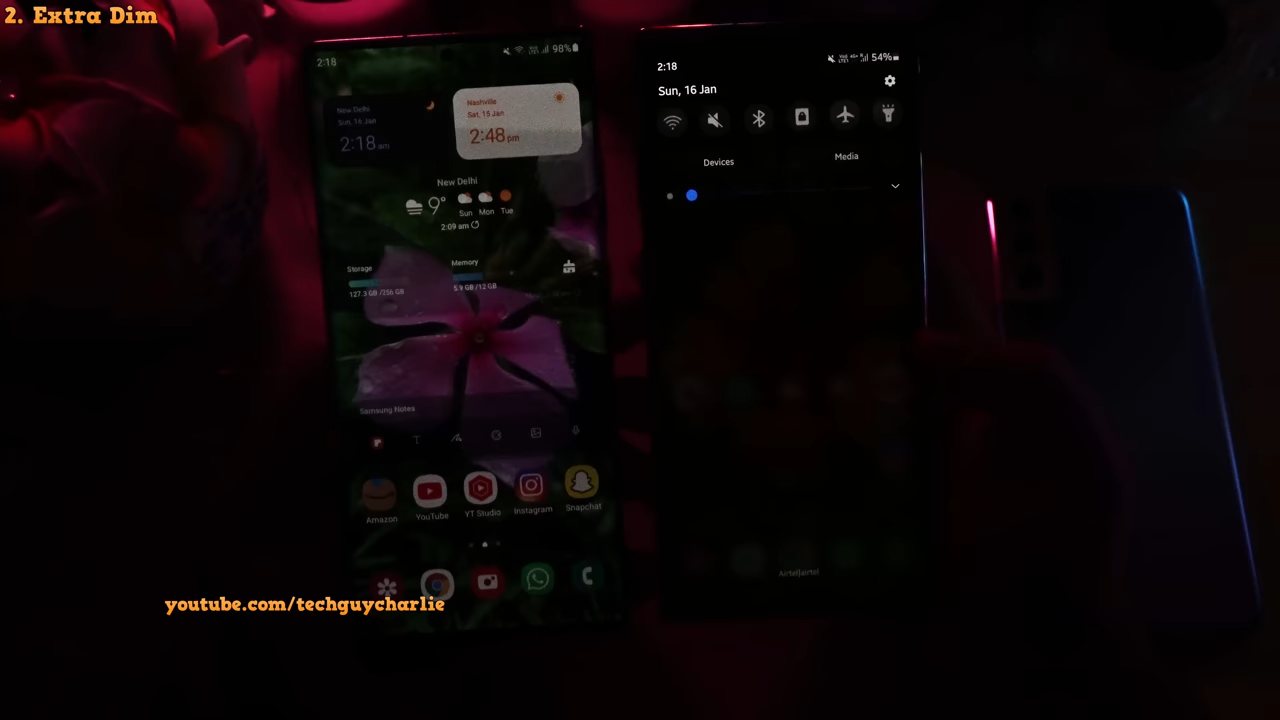 2. Extra Dim
2:18
98%
New Delhi
Sun, 16 Jan
2:18 am
Nashville
Sat, 15 Jan
2:48 pm
New Delhi
9°
Sun Mon Tue
2:09 am
Storage
127.3 GB /256 GB
Memory
5.9 GB /12 GB
Samsung Notes
T
Amazon
YouTube
YT Studio
Instagram
Snapchat
youtube.com/techguycharlie
2:18
54%
Sun, 16 Jan
Devices
Media
Airtel|airtel